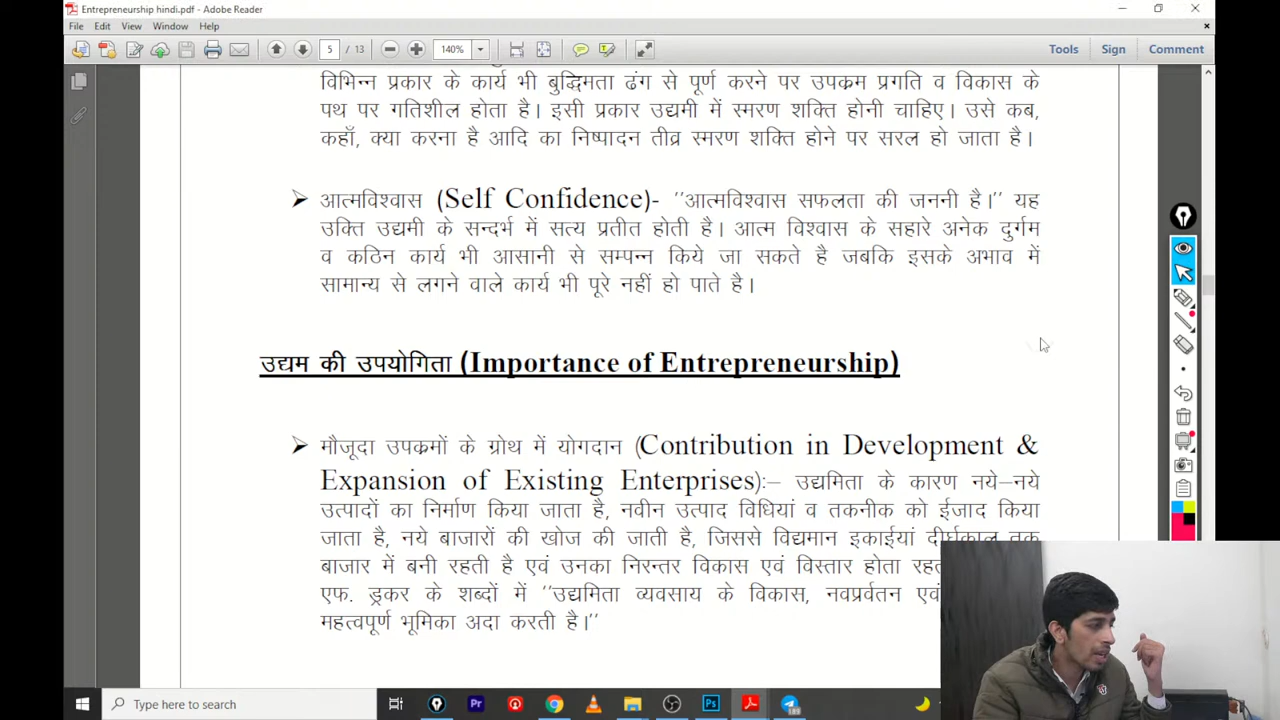 Entrepreneurship hindi.pdf - Adobe Reader
File Edit View Window Help
5 / 13 140% Tools Sign Comment
विभिन्न प्रकार के कार्य भी बुद्धिमता ढंग से पूर्ण करने पर उपक्रम प्रगति व विकास के
पथ पर गतिशील होता है। इसी प्रकार उद्यमी में स्मरण शक्ति होनी चाहिए। उसे कब,
कहाँ, क्या करना है आदि का निष्पादन तीव्र स्मरण शक्ति होने पर सरल हो जाता है।
➢ आत्मविश्वास (Self Confidence)- ''आत्मविश्वास सफलता की जननी है।'' यह
उक्ति उद्यमी के सन्दर्भ में सत्य प्रतीत होती है। आत्म विश्वास के सहारे अनेक दुर्गम
व कठिन कार्य भी आसानी से सम्पन्न किये जा सकते है जबकि इसके अभाव में
सामान्य से लगने वाले कार्य भी पूरे नहीं हो पाते है।
उद्यम की उपयोगिता (Importance of Entrepreneurship)
➢ मौजूदा उपक्रमों के ग्रोथ में योगदान (Contribution in Development &
Expansion of Existing Enterprises):– उद्यमिता के कारण नये–नये
उत्पादों का निर्माण किया जाता है, नवीन उत्पाद विधियां व तकनीक को ईजाद किया
जाता है, नये बाजारों की खोज की जाती है, जिससे विद्यमान इकाईयां दीर्घकाल तक
बाजार में बनी रहती है एवं उनका निरन्तर विकास एवं विस्तार होता
एफ. ड्रकर के शब्दों में ''उद्यमिता व्यवसाय के विकास, नवप्रर्वतन एवं
महत्वपूर्ण भूमिका अदा करती है।''
Type here to search